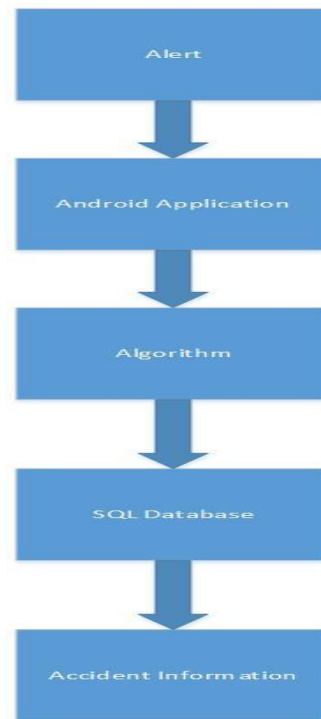 Alert
Android Application
Algorithm
SQL Database
Accident Information